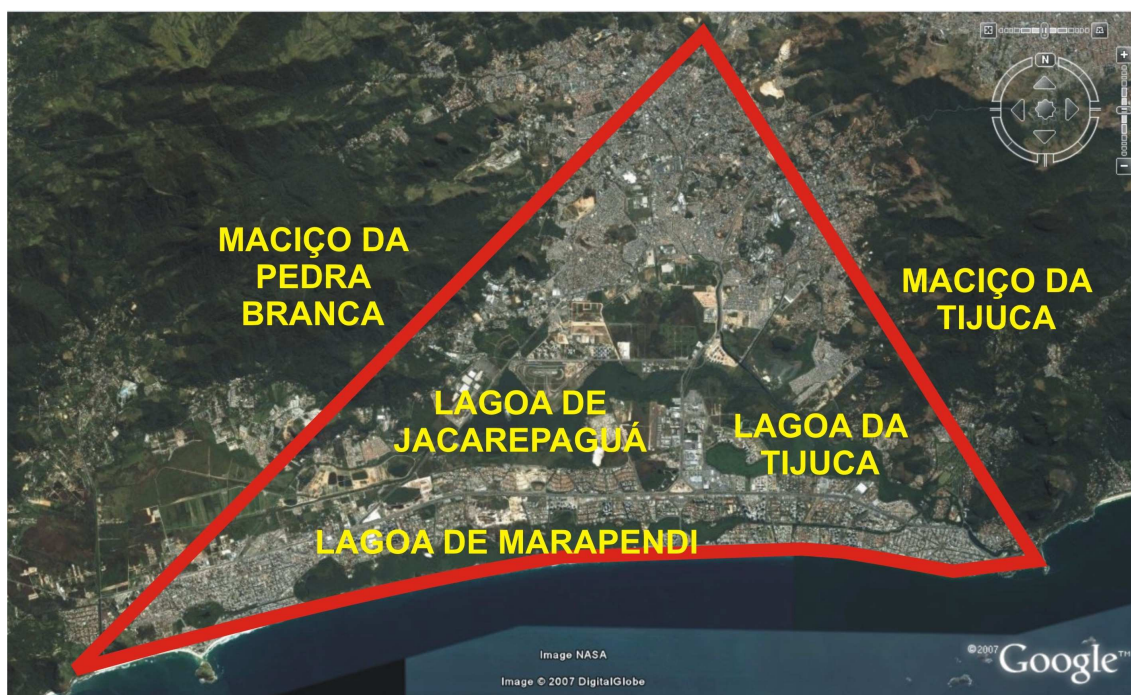 N
MACIÇO DA
PEDRA
BRANCA
MACIÇO DA
TIJUCA
LAGOA DE
JACAREPAGUÁ
LAGOA DA
TIJUCA
LAGOA DE MARAPENDI
Image NASA
Image © 2007 DigitalGlobe
©2007 Google™